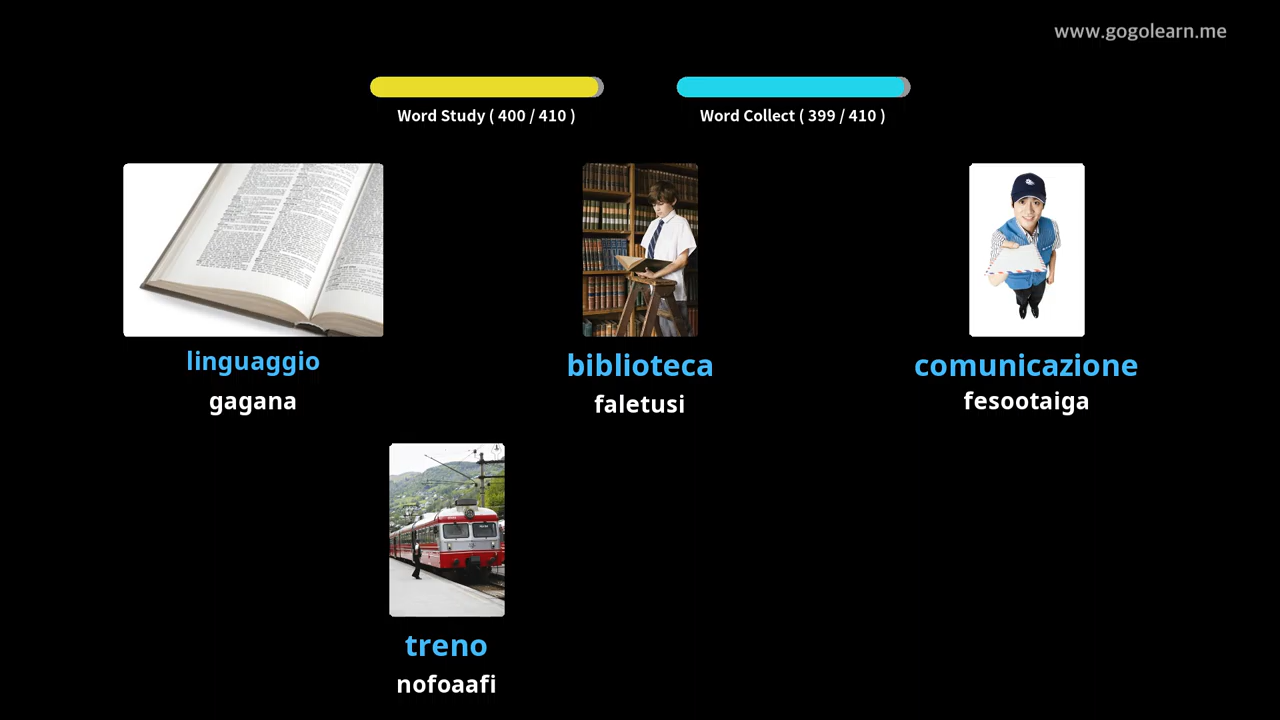 www.gogolearn.me
Word Study ( 400 / 410 )
Word Collect ( 399 / 410 )
linguaggio
gagana
biblioteca
faletusi
comunicazione
fesootaiga
treno
nofoaafi